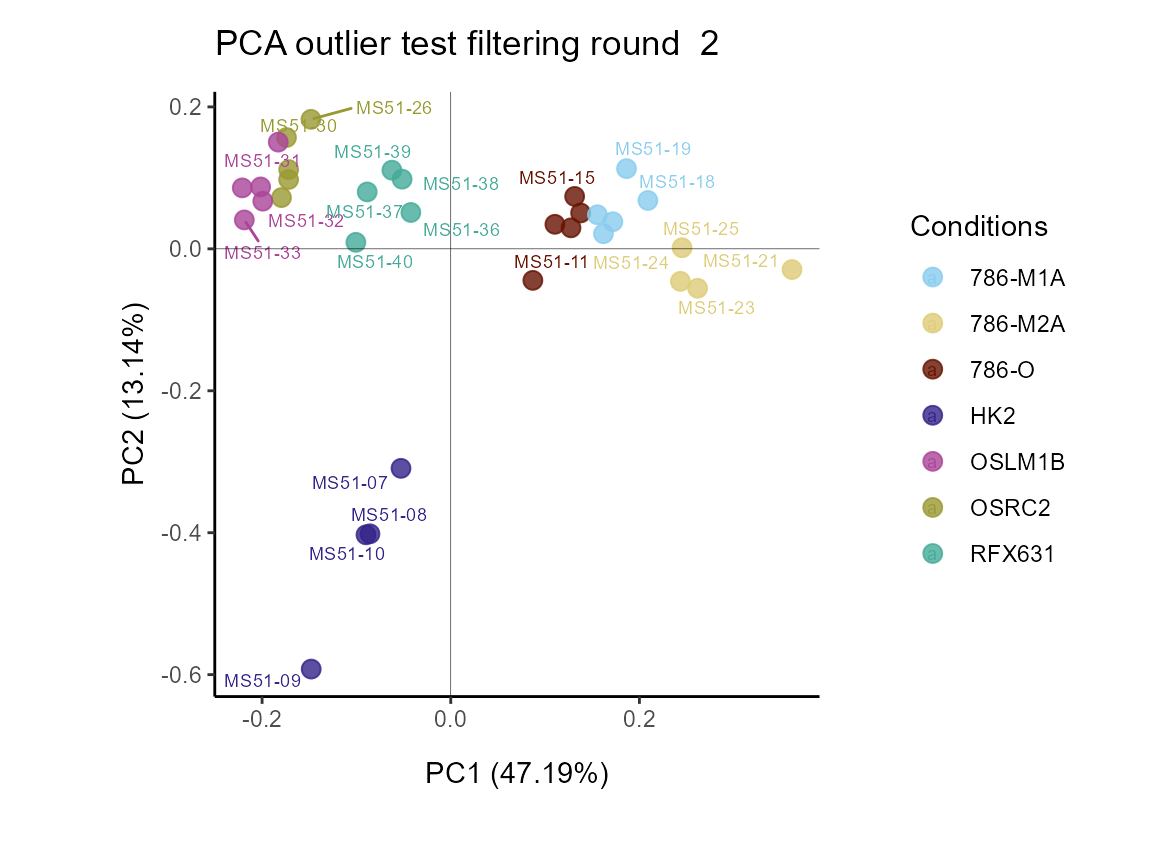 PCA outlier test filtering round  2
0.2
0.0
-0.2
-0.4
-0.6
PC2 (13.14%)
MS51-26
MS51-30
MS51-39
MS51-31
MS51-38
MS51-37
MS51-32
MS51-36
MS51-33
MS51-40
MS51-19
MS51-15
MS51-18
MS51-25
MS51-11
MS51-24
MS51-21
MS51-23
MS51-07
MS51-08
MS51-10
MS51-09
-0.2
0.0
0.2
PC1 (47.19%)
Conditions
a 786-M1A
a 786-M2A
a 786-O
a HK2
a OSLM1B
a OSRC2
a RFX631